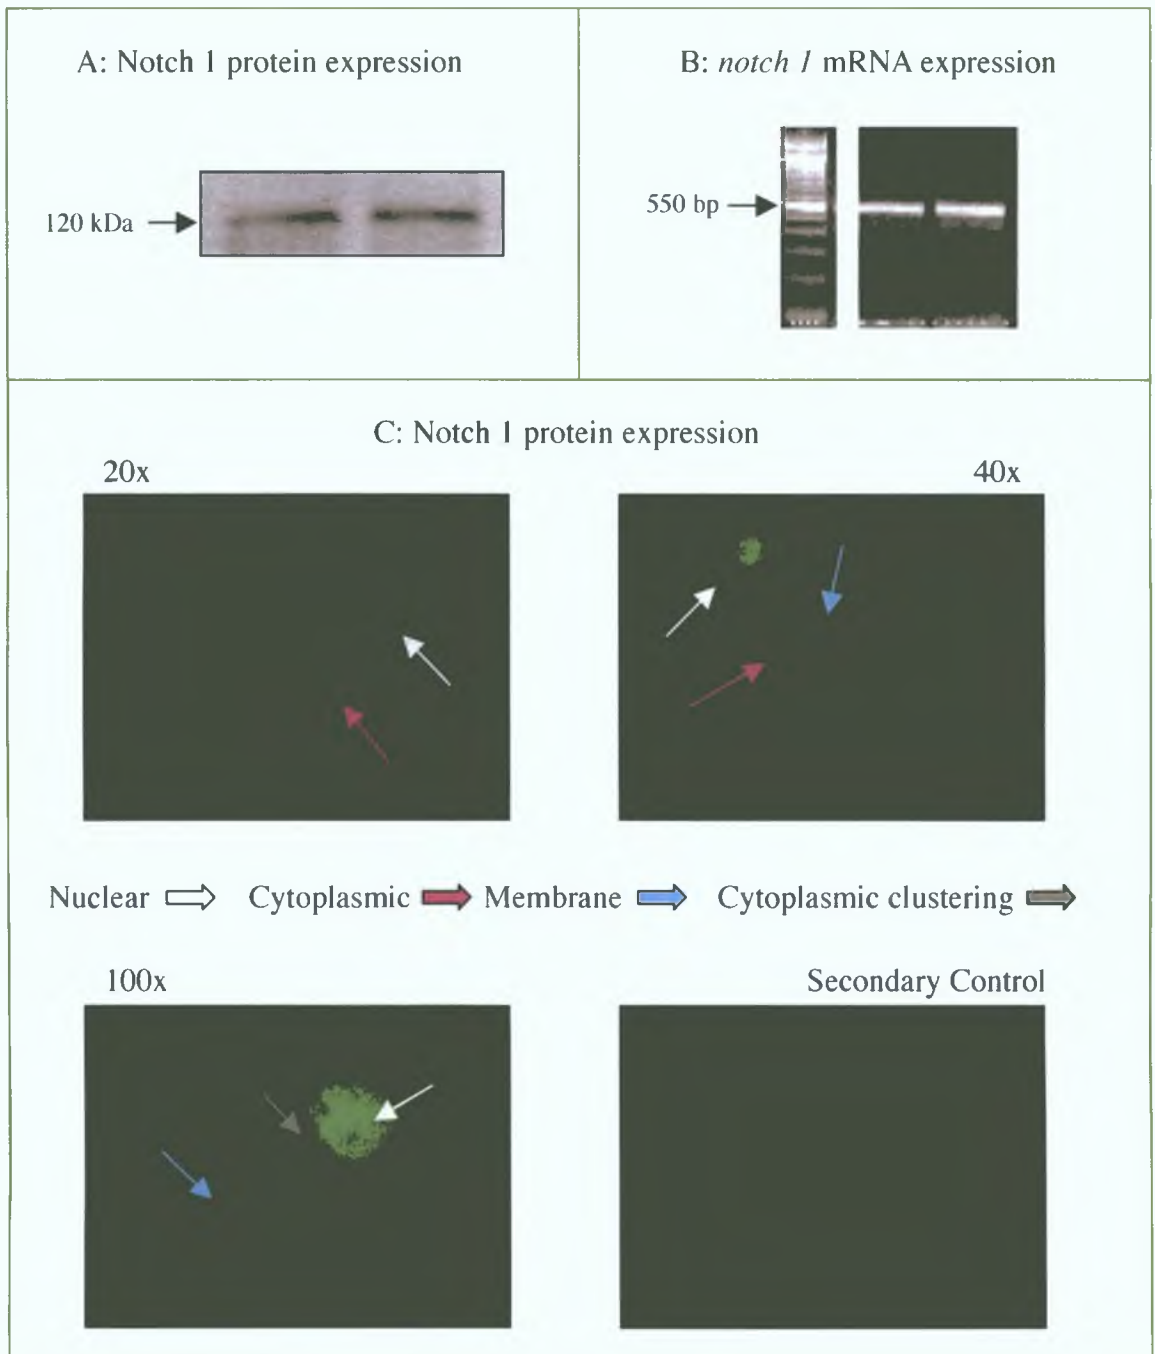 A: Notch 1 protein expression
120 kDa
B: notch 1 mRNA expression
550 bp
C: Notch 1 protein expression
20x
40x
Nuclear Cytoplasmic Membrane Cytoplasmic clustering
100x
Secondary Control